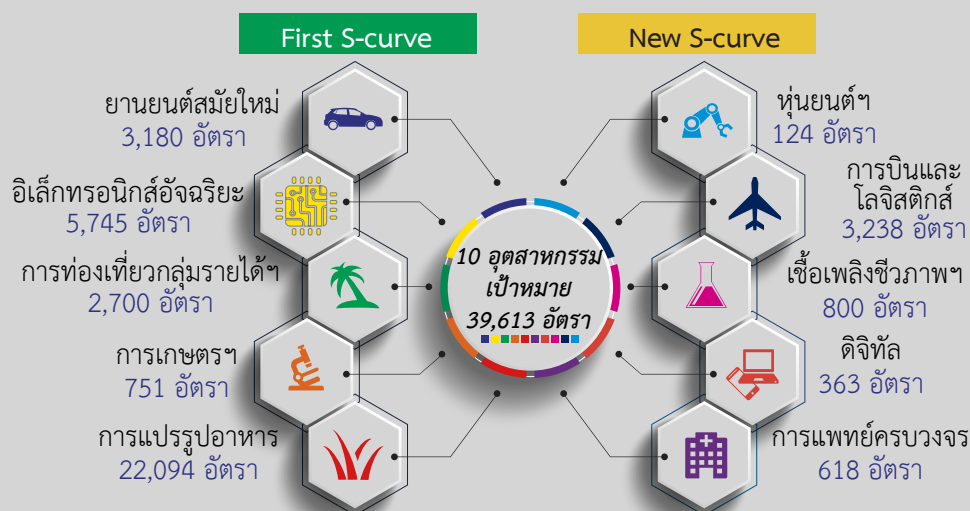 First S-curve
ยานยนต์สมัยใหม่
3,180 อัตรา
อิเล็กทรอนิกส์อัจฉริยะ
5,745 อัตรา
การท่องเที่ยวกลุ่มรายได้ฯ
2,700 อัตรา
การเกษตรฯ
751 อัตรา
การแปรรูปอาหาร
22,094 อัตรา
10 อุตสาหกรรม
เป้าหมาย
39,613 อัตรา
New S-curve
หุ่นยนต์ฯ
124 อัตรา
การบินและ
โลจิสติกส์
3,238 อัตรา
เชื้อเพลิงชีวภาพฯ
800 อัตรา
ดิจิทัล
363 อัตรา
การแพทย์ครบวงจร
618 อัตรา